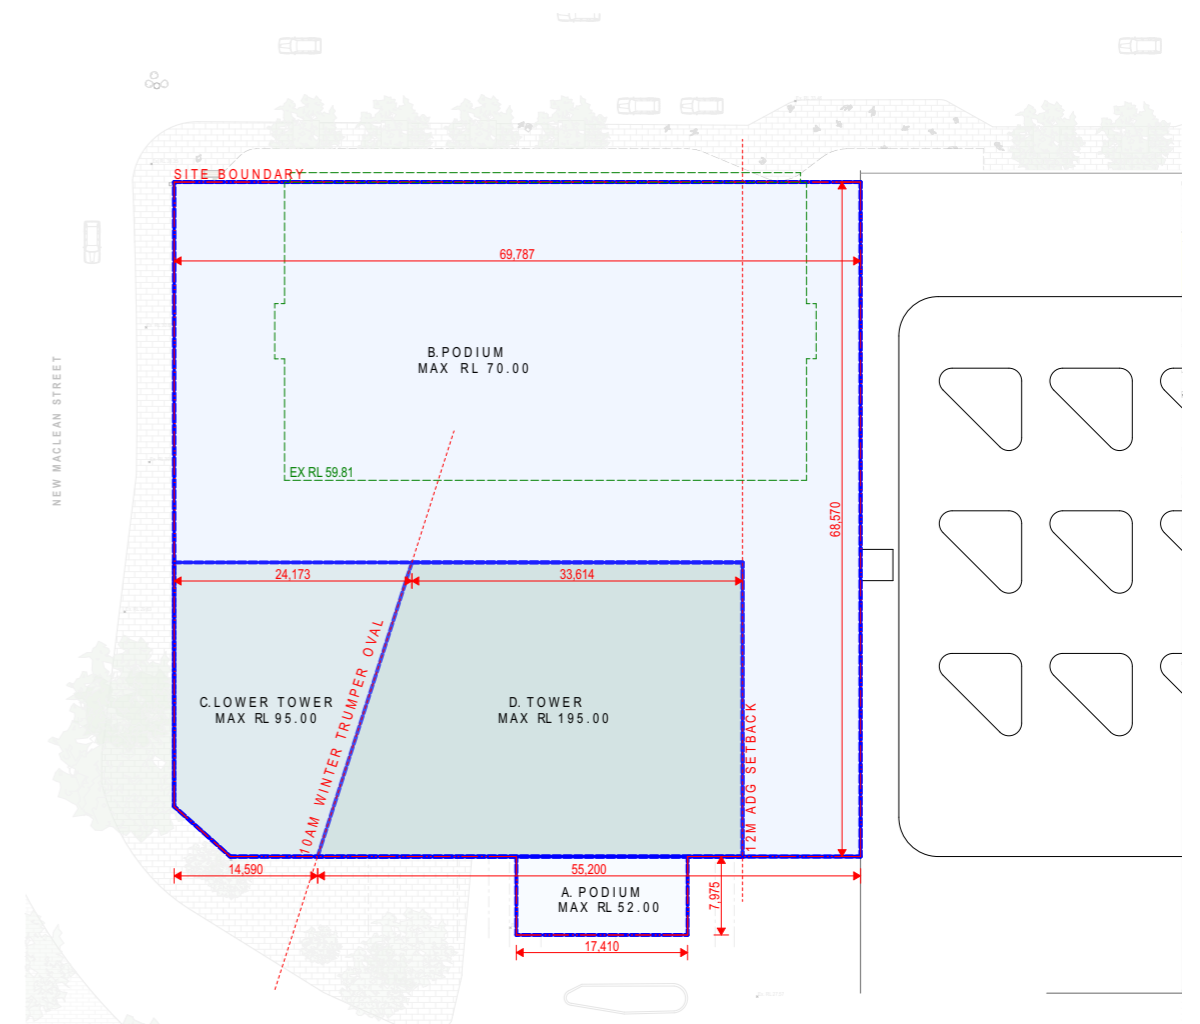 SITE BOUNDARY
69,787
B.PODIUM
MAX RL 70.00
NEW MACLEAN STREET
EX RL 59.81
68,570
24,173
33,614
10AM WINTER TRUMPER OVAL
C.LOWER TOWER
MAX RL 95.00
D. TOWER
MAX RL 195.00
12M ADG SETBACK
14,590
55,200
A. PODIUM
MAX RL 52.00
7,975
17,410